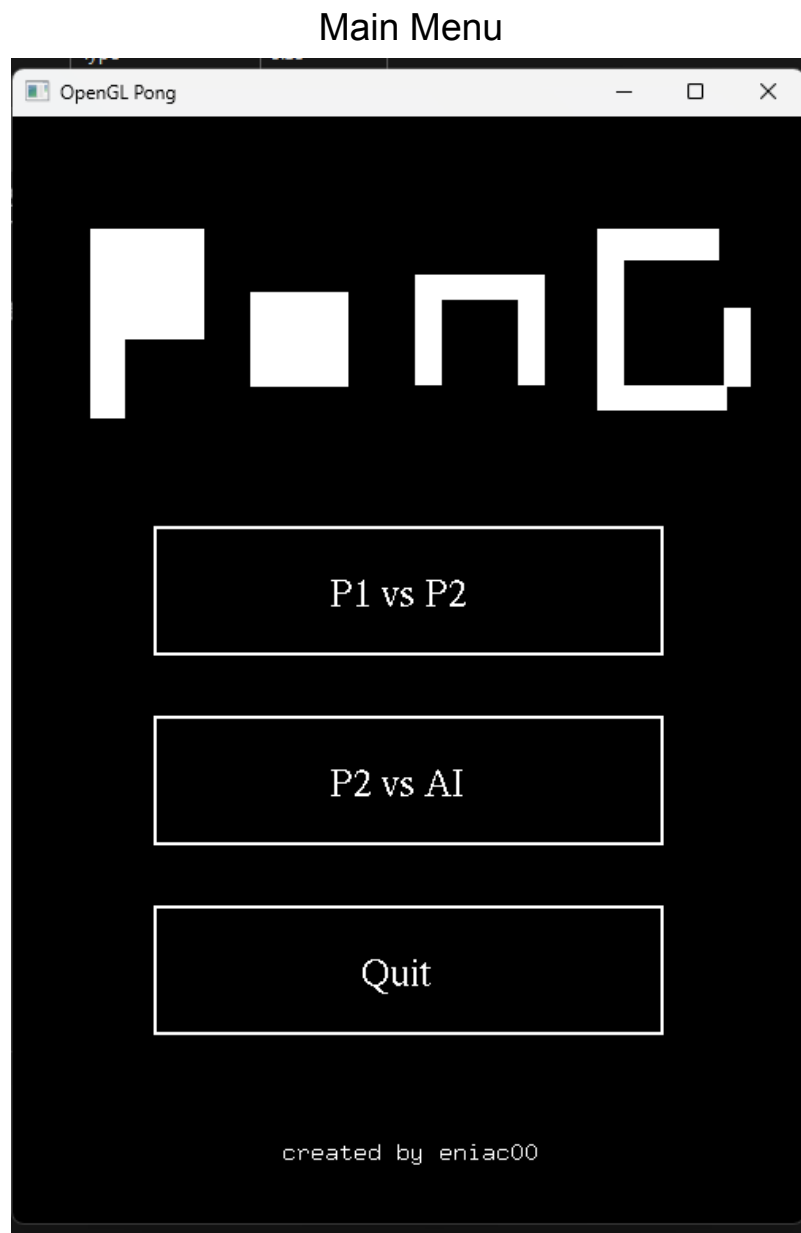 Main Menu
OpenGL Pong
PonG
P1 vs P2
P2 vs AI
Quit
created by eniac00